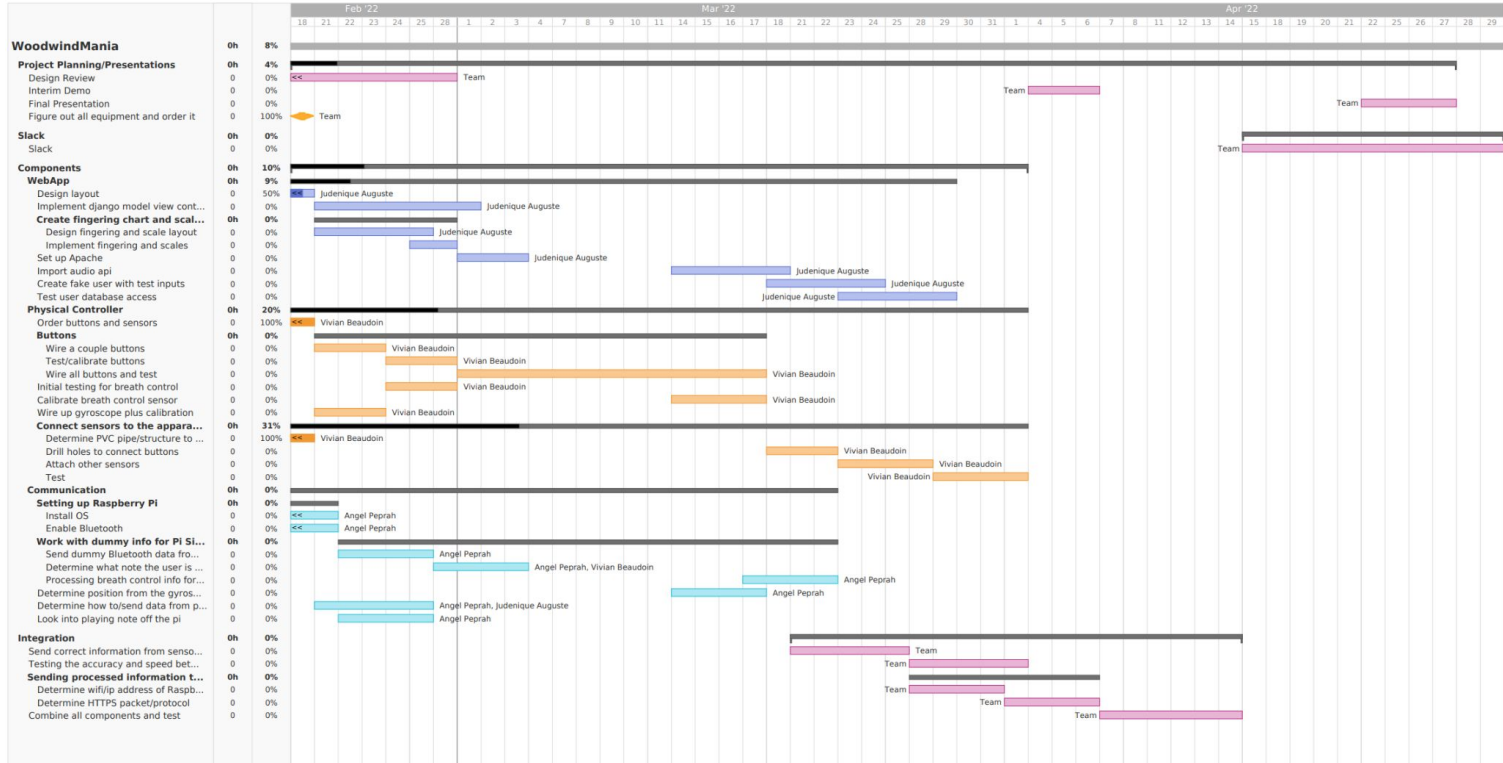 Feb '22 Mar '22 Apr '22
18 21 22 23 24 25 28 1 2 3 4 7 8 9 10 11 14 15 16 17 18 21 22 23 24 25 28 29 30 31 1 4 5 6 7 8 11 12 13 14 15 18 19 20 21 22 25 26 27 28 29
WoodwindMania 0h 8%
Project Planning/Presentations 0h 4%
Design Review 0 0% << Team
Interim Demo 0 0% Team
Final Presentation 0 0% Team
Figure out all equipment and order it 0 100% Team
Slack 0h 0%
Slack 0 0% Team
Components 0h 10%
WebApp 0h 9%
Design layout 0 50% << Judenique Auguste
Implement django model view cont... 0 0% Judenique Auguste
Create fingering chart and scal... 0h 0%
Design fingering and scale layout 0 0% Judenique Auguste
Implement fingering and scales 0 0%
Set up Apache 0 0% Judenique Auguste
Import audio api 0 0% Judenique Auguste
Create fake user with test inputs 0 0% Judenique Auguste
Test user database access 0 0% Judenique Auguste
Physical Controller 0h 20%
Order buttons and sensors 0 100% << Vivian Beaudoin
Buttons 0h 0%
Wire a couple buttons 0 0% Vivian Beaudoin
Test/calibrate buttons 0 0% Vivian Beaudoin
Wire all buttons and test 0 0% Vivian Beaudoin
Initial testing for breath control 0 0% Vivian Beaudoin
Calibrate breath control sensor 0 0% Vivian Beaudoin
Wire up gyroscope plus calibration 0 0% Vivian Beaudoin
Connect sensors to the appara... 0h 31%
Determine PVC pipe/structure to ... 0 100% << Vivian Beaudoin
Drill holes to connect buttons 0 0% Vivian Beaudoin
Attach other sensors 0 0% Vivian Beaudoin
Test 0 0% Vivian Beaudoin
Communication 0h 0%
Setting up Raspberry Pi 0h 0%
Install OS 0 0% << Angel Peprah
Enable Bluetooth 0 0% << Angel Peprah
Work with dummy info for Pi Si... 0h 0%
Send dummy Bluetooth data fro... 0 0% Angel Peprah
Determine what note the user is ... 0 0% Angel Peprah, Vivian Beaudoin
Processing breath control info for... 0 0% Angel Peprah
Determine position from the gyros... 0 0% Angel Peprah
Determine how to/send data from p... 0 0% Angel Peprah, Judenique Auguste
Look into playing note off the pi 0 0% Angel Peprah
Integration 0h 0%
Send correct information from senso... 0 0% Team
Testing the accuracy and speed bet... 0 0% Team
Sending processed information t... 0h 0%
Determine wifi/ip address of Raspb... 0 0% Team
Determine HTTPS packet/protocol 0 0% Team
Combine all components and test 0 0% Team